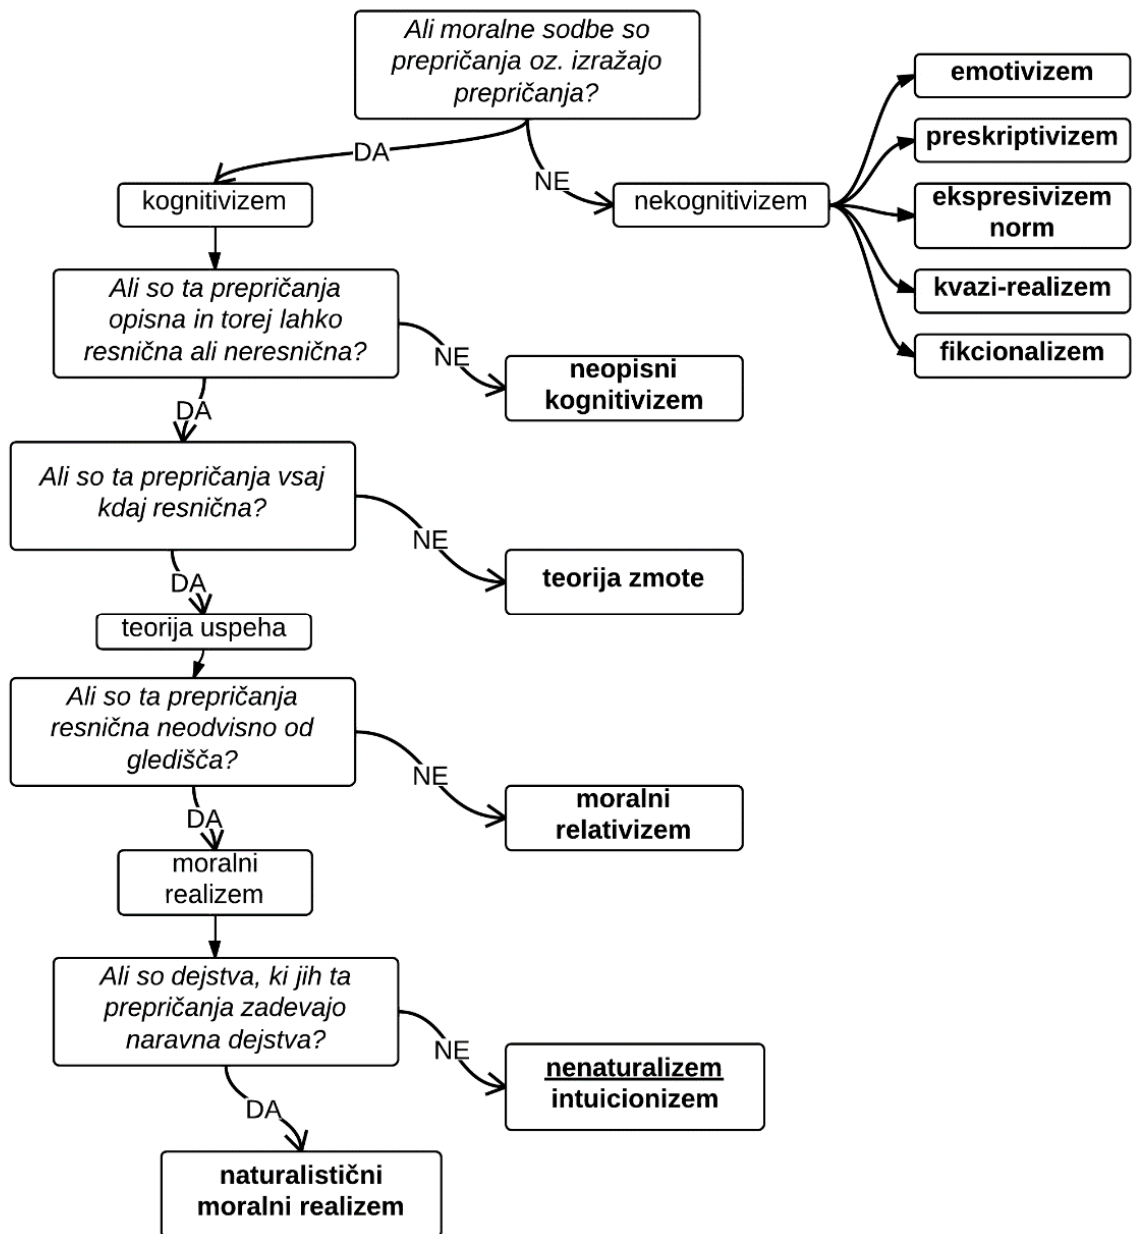 Ali moralne sodbe so
prepričanja oz. izražajo
prepričanja?
DA
NE
kognitivizem
nekognitivizem
emotivizem
preskriptivizem
ekspresivizem
norm
kvazi-realizem
fikcionalizem
Ali so ta prepričanja
opisna in torej lahko
resnična ali neresnična?
NE
neopisni
kognitivizem
DA
Ali so ta prepričanja vsaj
kdaj resnična?
NE
teorija zmote
DA
teorija uspeha
Ali so ta prepričanja
resnična neodvisno od
gledišča?
NE
moralni
relativizem
DA
moralni
realizem
Ali so dejstva, ki jih ta
prepričanja zadevajo
naravna dejstva?
NE
nenaturalizem
intuicionizem
DA
naturalistični
moralni realizem